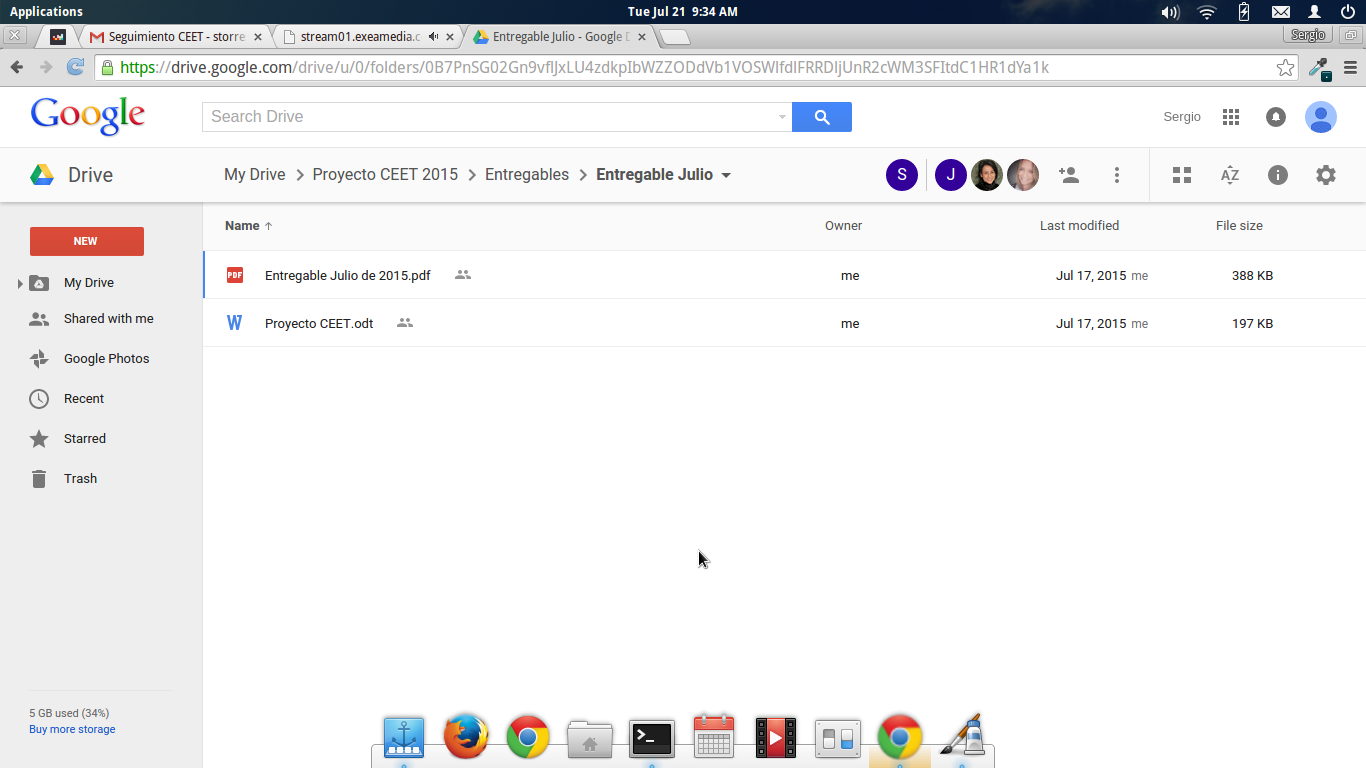 Applications
Tue Jul 21 9:34 AM
Seguimiento CEET - storre
stream01.exeamedia.c
Entregable Julio - Google D
Sergio
https://drive.google.com/drive/u/0/folders/
Google
Search Drive
Sergio
Drive
My Drive
Proyecto CEET 2015
Entregables
Entregable Julio
S
J
AZ
NEW
My Drive
Shared with me
Google Photos
Recent
Starred
Trash
5 GB used (34%)
Buy more storage
Name
Owner
Last modified
File size
PDF
Entregable Julio de 2015.pdf
me
Jul 17, 2015 me
388 KB
W
Proyecto CEET.odt
me
Jul 17, 2015 me
197 KB